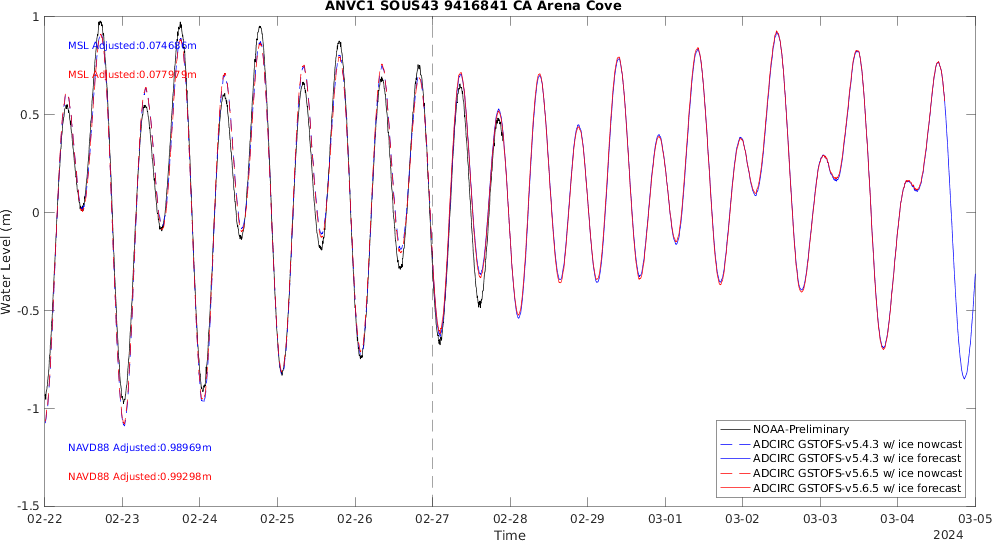 ANVC1 SOUS43 9416841 CA Arena Cove
Water Level (m)
1
0.5
0
-0.5
-1
-1.5
MSL Adjusted:0.074686m
MSL Adjusted:0.077979m
NAVD88 Adjusted:0.98969m
NAVD88 Adjusted:0.99298m
NOAA-Preliminary
ADCIRC GSTOFS-v5.4.3 w/ ice nowcast
ADCIRC GSTOFS-v5.4.3 w/ ice forecast
ADCIRC GSTOFS-v5.6.5 w/ ice nowcast
ADCIRC GSTOFS-v5.6.5 w/ ice forecast
02-22 02-23 02-24 02-25 02-26 02-27 02-28 02-29 03-01 03-02 03-03 03-04 03-05
Time
2024